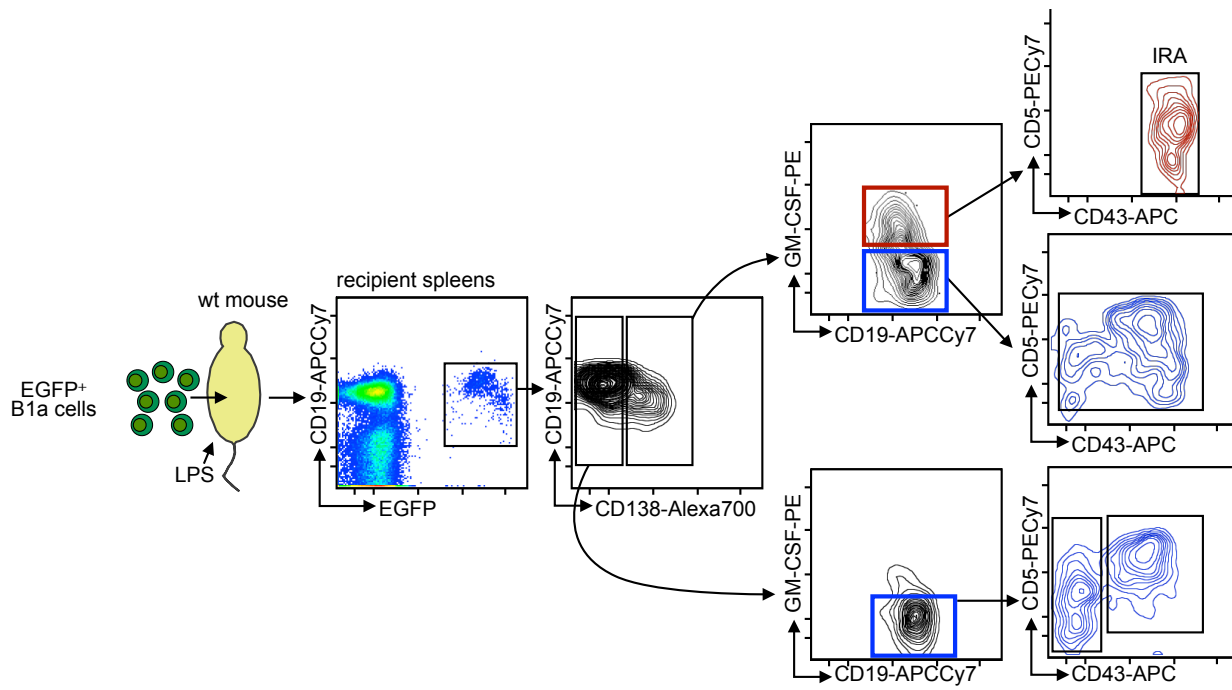 EGFP+
B1a cells
wt mouse
LPS
recipient spleens
CD19-APCCy7
EGFP
CD19-APCCy7
CD138-Alexa700
GM-CSF-PE
CD19-APCCy7
CD5-PECy7
IRA
CD43-APC
CD5-PECy7
CD43-APC
GM-CSF-PE
CD19-APCCy7
CD5-PECy7
CD43-APC